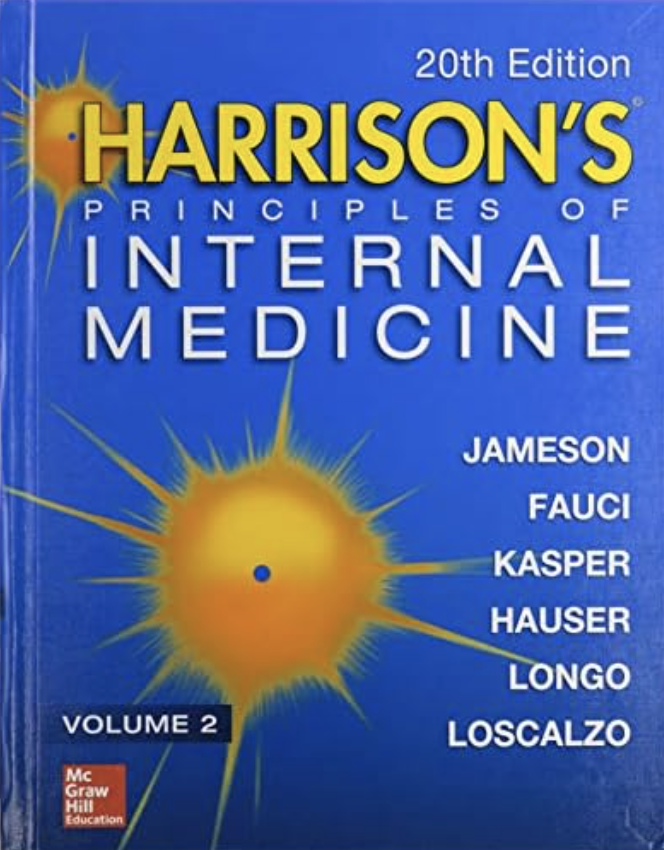 20th Edition
HARRISON'S©
PRINCIPLES OF
INTERNAL
MEDICINE
JAMESON
FAUCI
KASPER
HAUSER
LONGO
LOSCALZO
VOLUME 2
Mc
Graw
Hill
Education